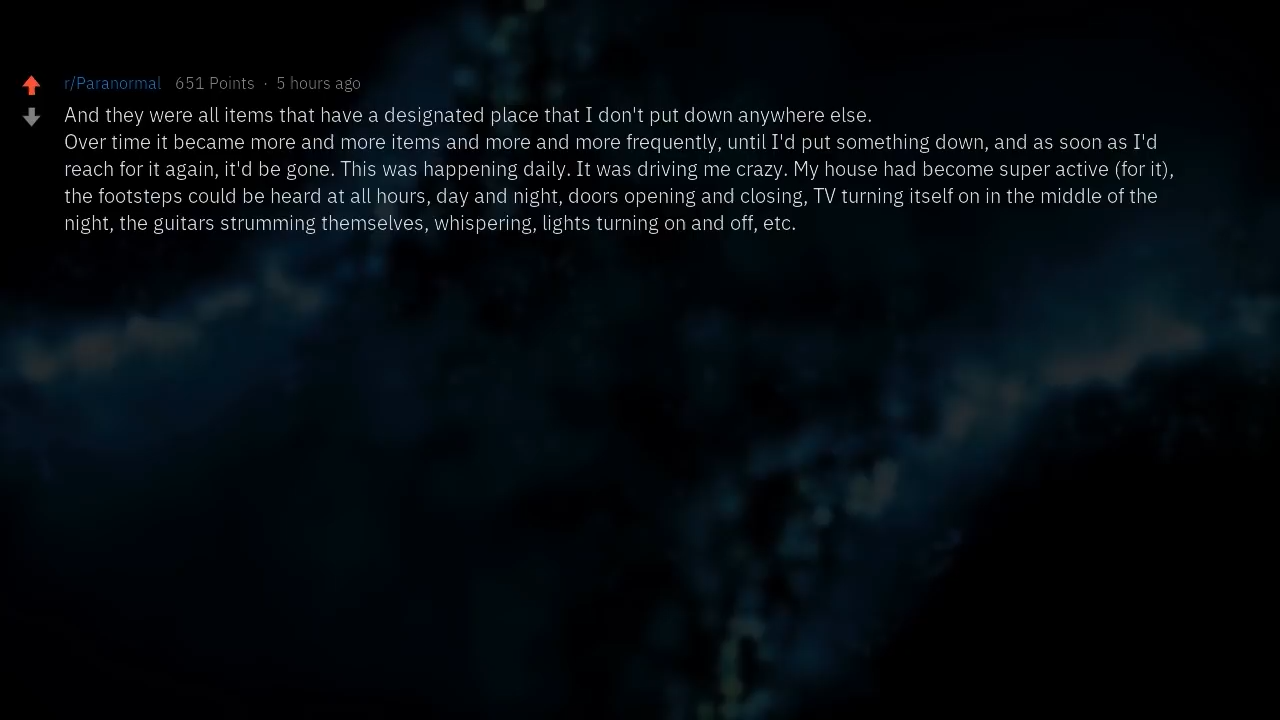 r/Paranormal 651 Points · 5 hours ago
And they were all items that have a designated place that I don't put down anywhere else.
Over time it became more and more items and more and more frequently, until I'd put something down, and as soon as I'd
reach for it again, it'd be gone. This was happening daily. It was driving me crazy. My house had become super active (for it),
the footsteps could be heard at all hours, day and night, doors opening and closing, TV turning itself on in the middle of the
night, the guitars strumming themselves, whispering, lights turning on and off, etc.